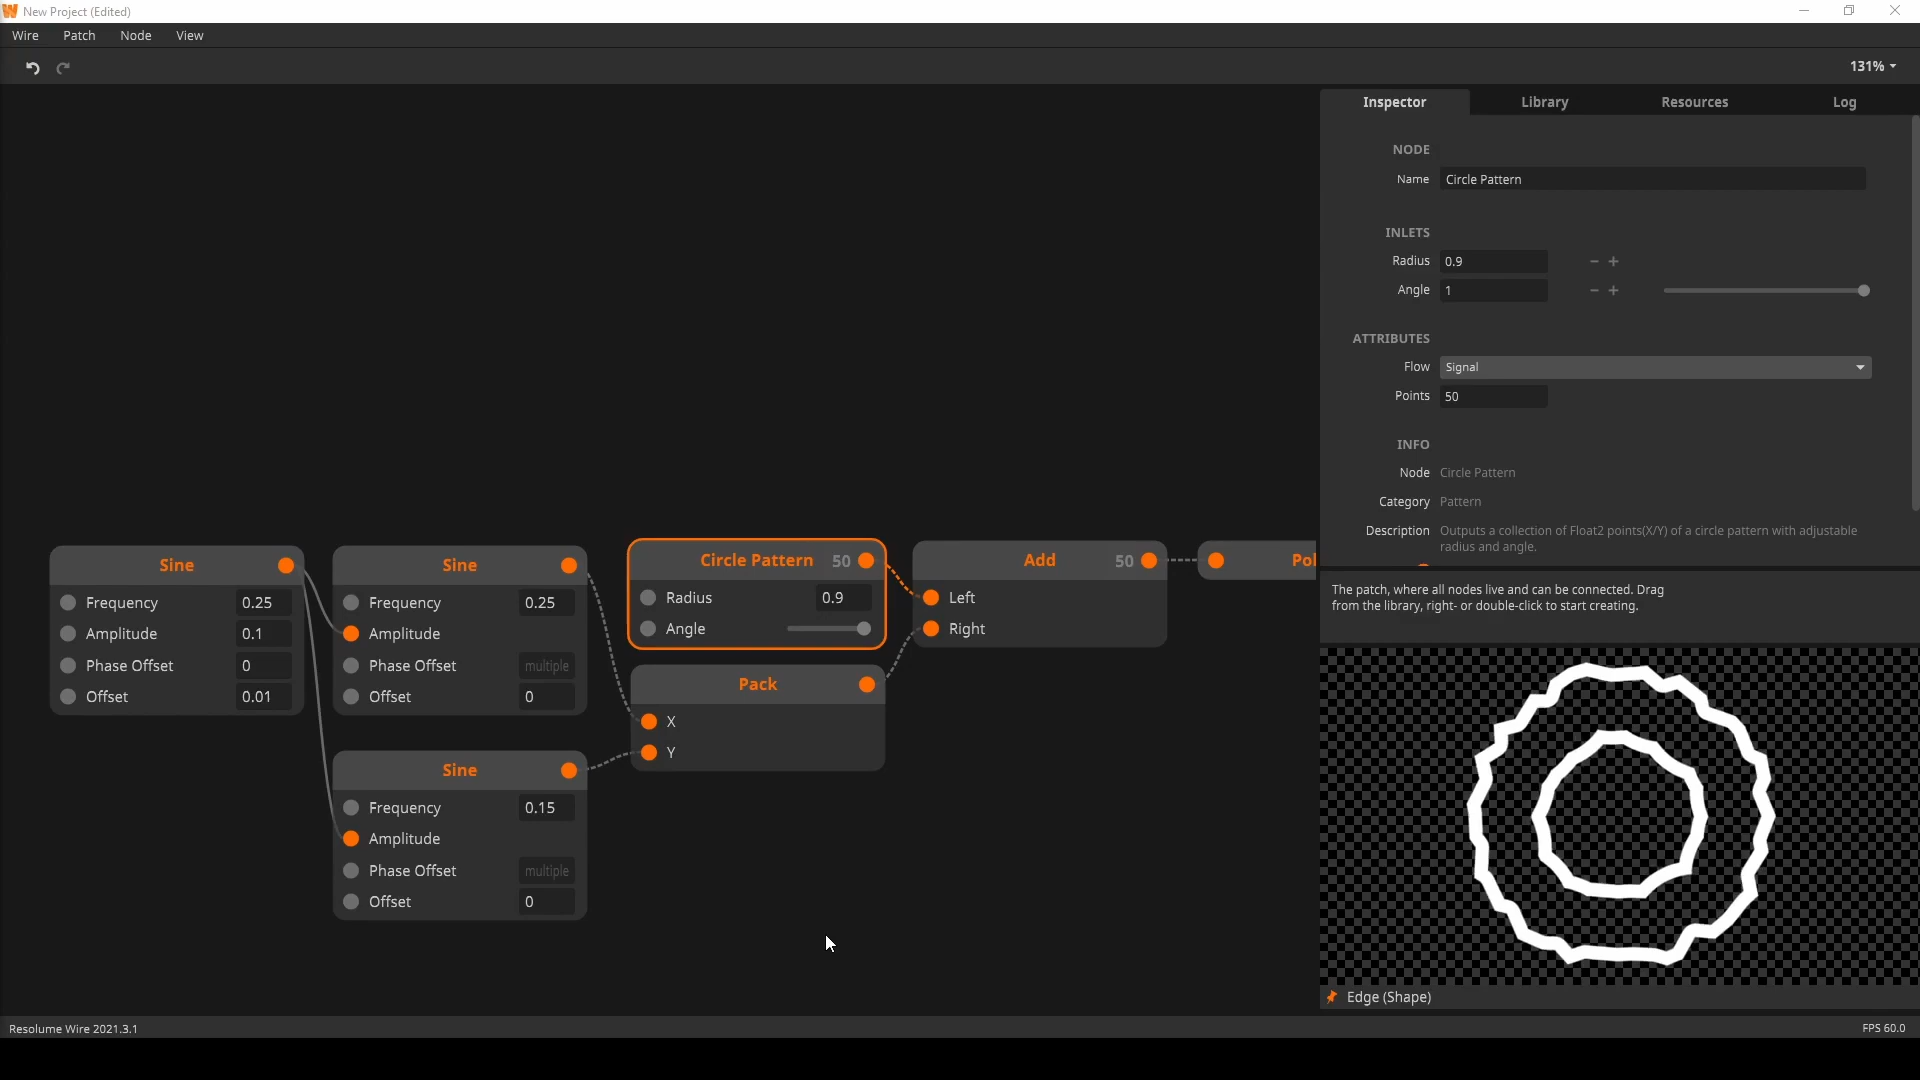 New Project (Edited)
Wire Patch Node View
131%
Inspector Library Resources Log
NODE
Name Circle Pattern
INLETS
Radius 0.9 - +
Angle 1 - +
ATTRIBUTES
Flow Signal
Points 50
INFO
Node Circle Pattern
Category Pattern
Description Outputs a collection of Float2 points(X/Y) of a circle pattern with adjustable
radius and angle.
The patch, where all nodes live and can be connected. Drag
from the library, right- or double-click to start creating.
Edge (Shape)
Sine
Frequency 0.25
Amplitude 0.1
Phase Offset 0
Offset 0.01
Sine
Frequency 0.25
Amplitude
Phase Offset multiple
Offset 0
Sine
Frequency 0.15
Amplitude
Phase Offset multiple
Offset 0
Circle Pattern 50
Radius 0.9
Angle
Pack
X
Y
Add 50
Left
Right
Pol
Resolume Wire 2021.3.1
FPS 60.0